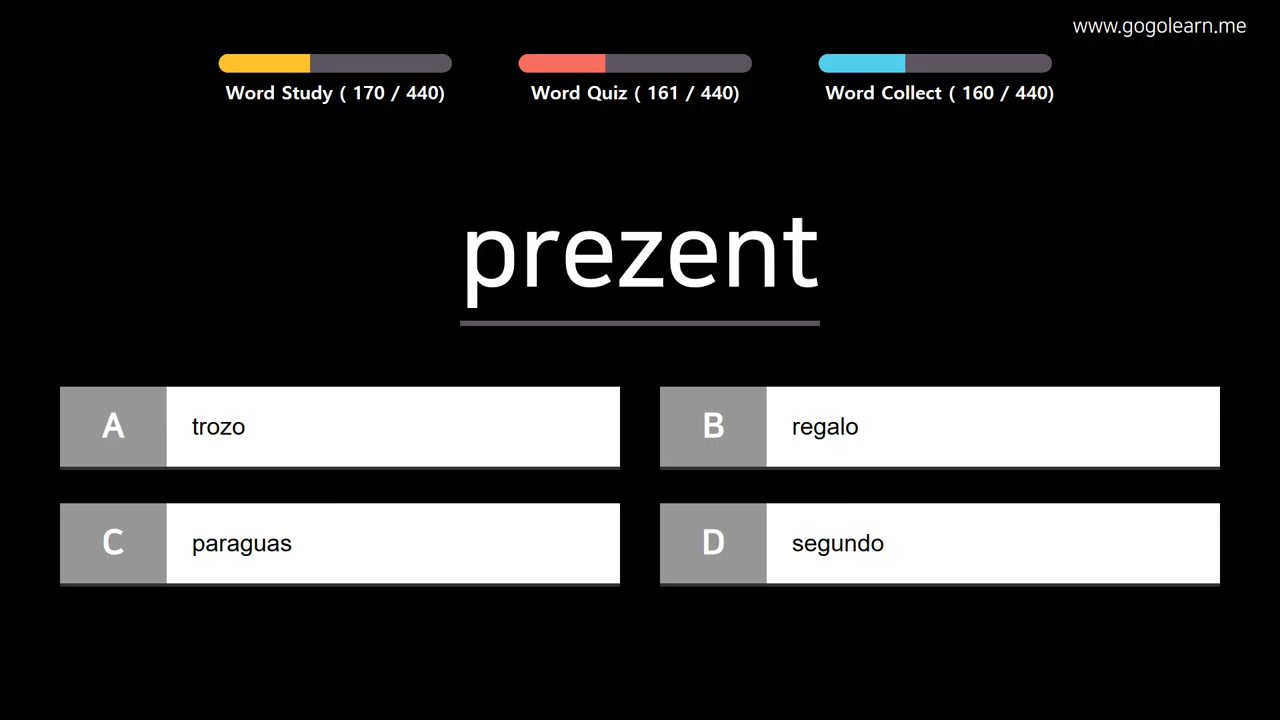 www.gogolearn.me
Word Study ( 170 / 440)
Word Quiz ( 161 / 440)
Word Collect ( 160 / 440)
prezent
A trozo
B regalo
C paraguas
D segundo